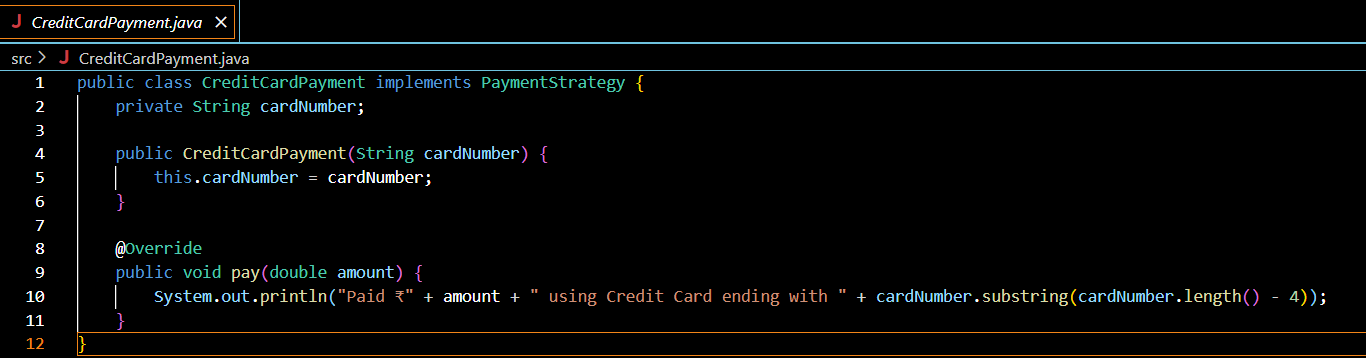 J CreditCardPayment.java ×
src > J CreditCardPayment.java
1 public class CreditCardPayment implements PaymentStrategy {
2     private String cardNumber;
3
4     public CreditCardPayment(String cardNumber) {
5         this.cardNumber = cardNumber;
6     }
7
8     @Override
9     public void pay(double amount) {
10         System.out.println("Paid ₹" + amount + " using Credit Card ending with " + cardNumber.substring(cardNumber.length() - 4));
11     }
12 }